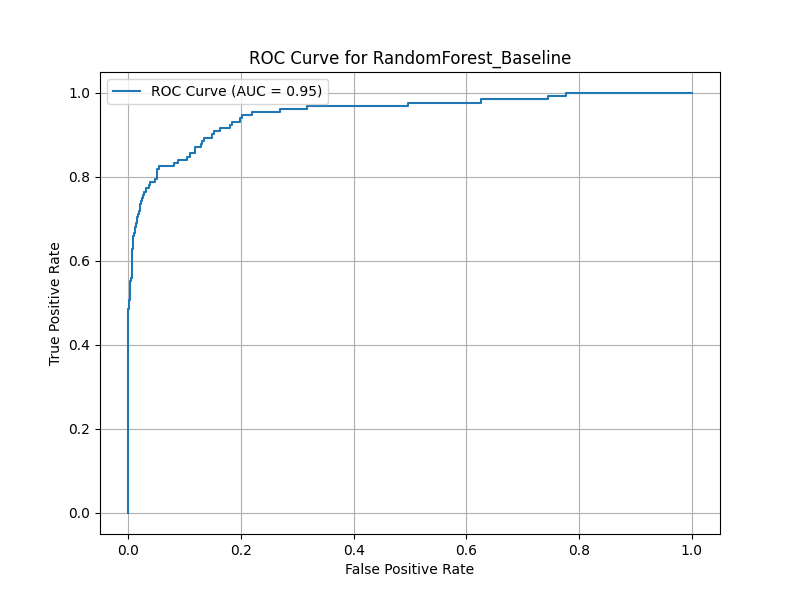 ROC Curve for RandomForest_Baseline
ROC Curve (AUC = 0.95)
1.0
0.8
0.6
0.4
0.2
0.0
True Positive Rate
0.0 0.2 0.4 0.6 0.8 1.0
False Positive Rate